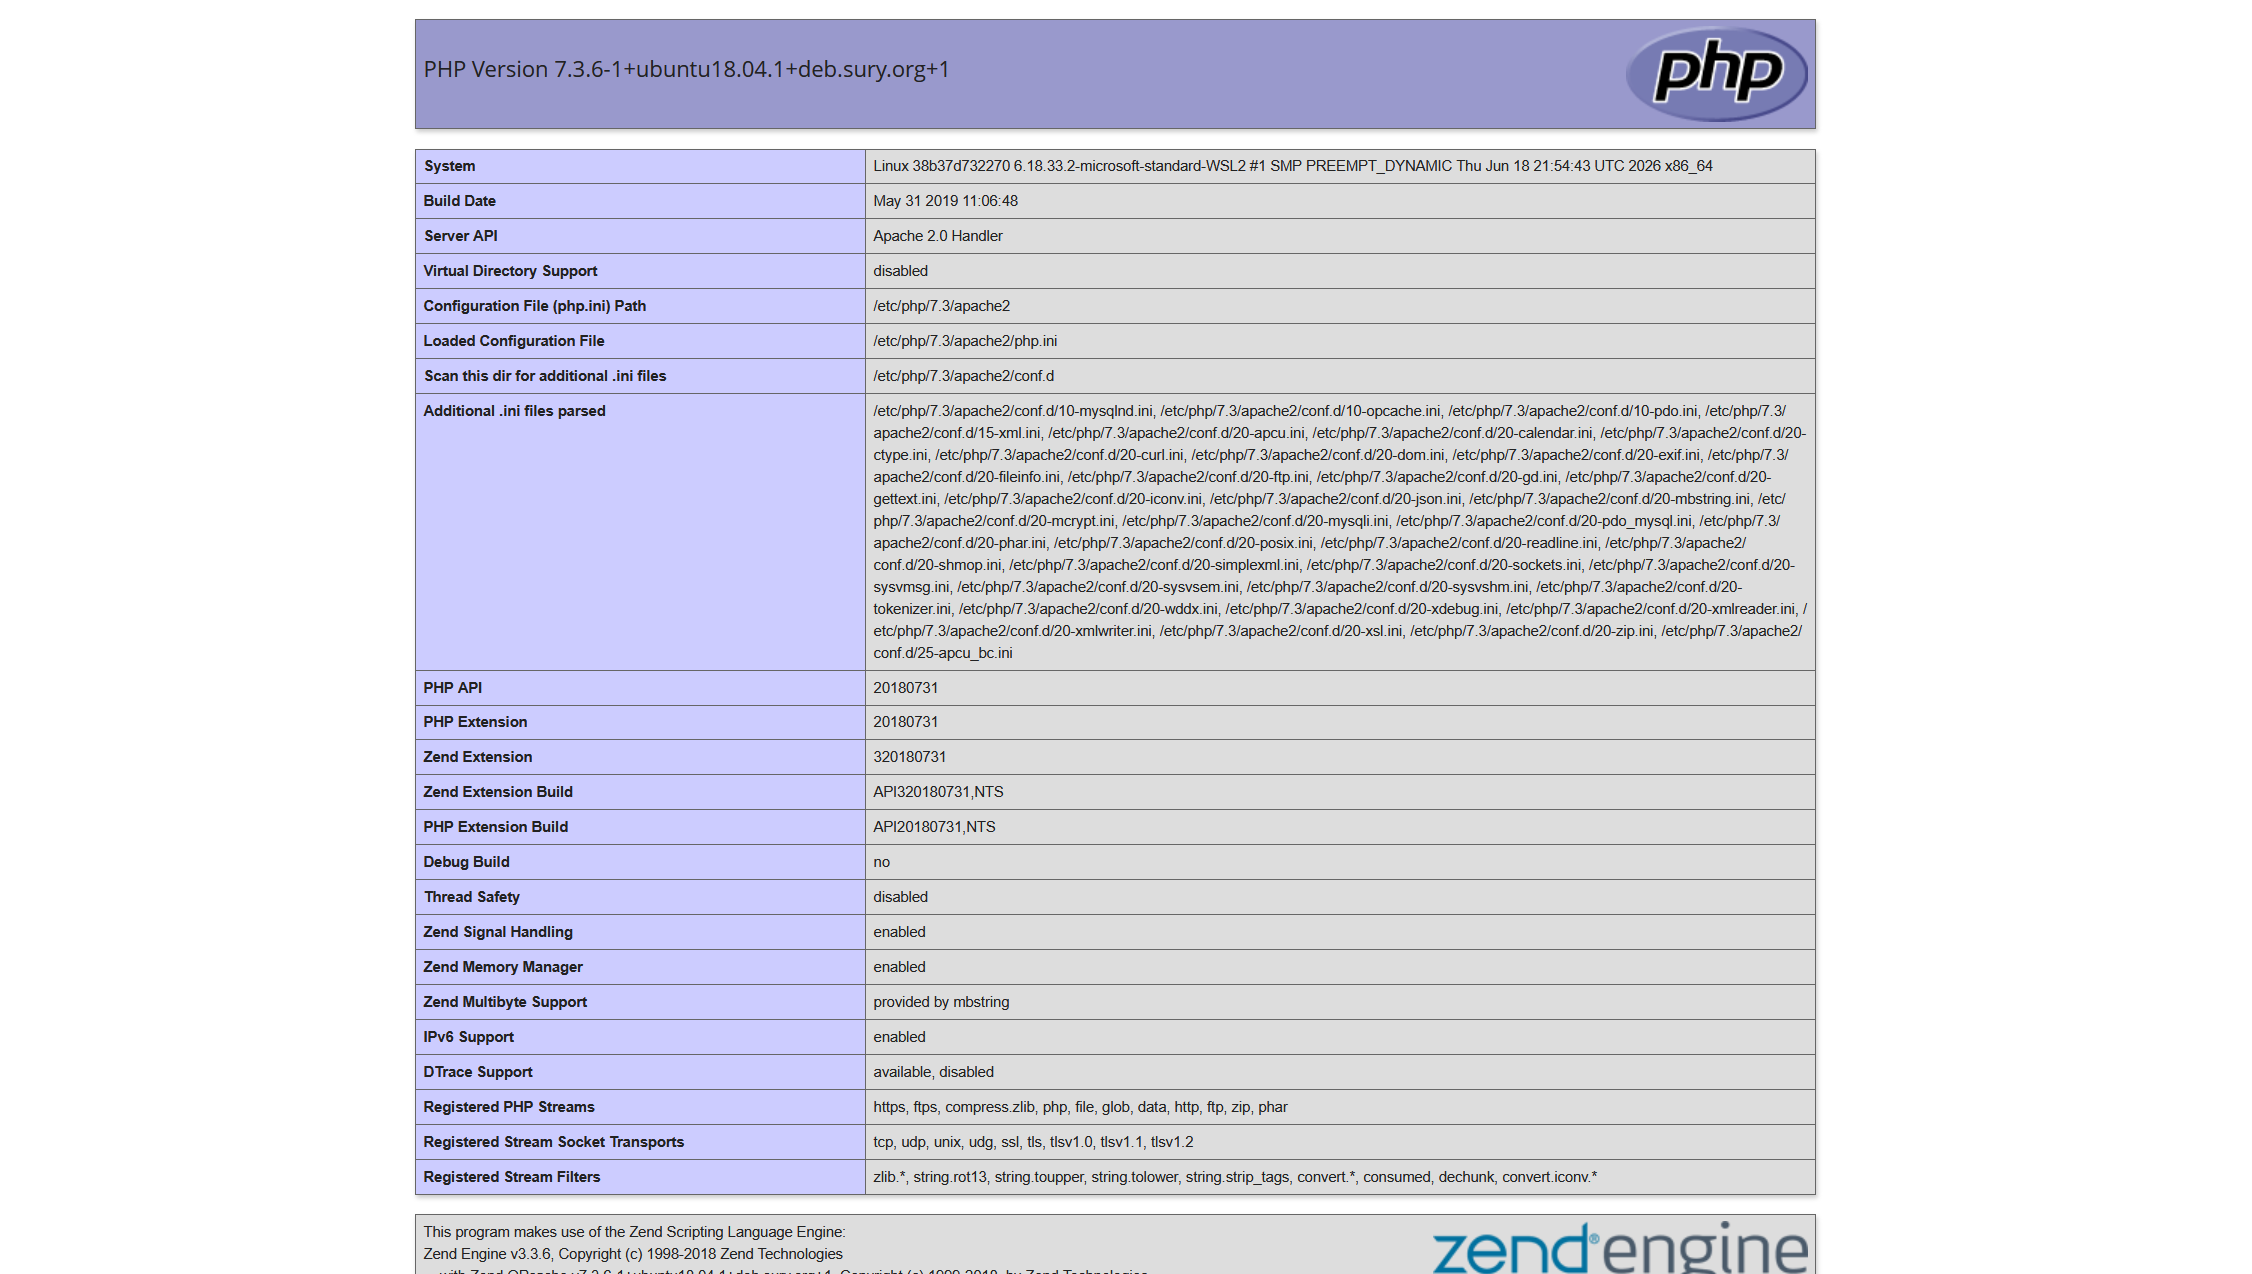 PHP Version 7.3.6-1+ubuntu18.04.1+deb.sury.org+1
php
System Linux 38b37d732270 6.18.33.2-microsoft-standard-WSL2 #1 SMP PREEMPT_DYNAMIC Thu Jun 18 21:54:43 UTC 2026 x86_64
Build Date May 31 2019 11:06:48
Server API Apache 2.0 Handler
Virtual Directory Support disabled
Configuration File (php.ini) Path /etc/php/7.3/apache2
Loaded Configuration File /etc/php/7.3/apache2/php.ini
Scan this dir for additional .ini files /etc/php/7.3/apache2/conf.d
Additional .ini files parsed /etc/php/7.3/apache2/conf.d/10-mysqlnd.ini, /etc/php/7.3/apache2/conf.d/10-opcache.ini, /etc/php/7.3/apache2/conf.d/10-pdo.ini, /etc/php/7.3/
apache2/conf.d/15-xml.ini, /etc/php/7.3/apache2/conf.d/20-apcu.ini, /etc/php/7.3/apache2/conf.d/20-calendar.ini, /etc/php/7.3/apache2/conf.d/20-
ctype.ini, /etc/php/7.3/apache2/conf.d/20-curl.ini, /etc/php/7.3/apache2/conf.d/20-dom.ini, /etc/php/7.3/apache2/conf.d/20-exif.ini, /etc/php/7.3/
apache2/conf.d/20-fileinfo.ini, /etc/php/7.3/apache2/conf.d/20-ftp.ini, /etc/php/7.3/apache2/conf.d/20-gd.ini, /etc/php/7.3/apache2/conf.d/20-
gettext.ini, /etc/php/7.3/apache2/conf.d/20-iconv.ini, /etc/php/7.3/apache2/conf.d/20-json.ini, /etc/php/7.3/apache2/conf.d/20-mbstring.ini, /etc/
php/7.3/apache2/conf.d/20-mcrypt.ini, /etc/php/7.3/apache2/conf.d/20-mysqli.ini, /etc/php/7.3/apache2/conf.d/20-pdo_mysql.ini, /etc/php/7.3/
apache2/conf.d/20-phar.ini, /etc/php/7.3/apache2/conf.d/20-posix.ini, /etc/php/7.3/apache2/conf.d/20-readline.ini, /etc/php/7.3/apache2/
conf.d/20-shmop.ini, /etc/php/7.3/apache2/conf.d/20-simplexml.ini, /etc/php/7.3/apache2/conf.d/20-sockets.ini, /etc/php/7.3/apache2/conf.d/20-
sysvmsg.ini, /etc/php/7.3/apache2/conf.d/20-sysvsem.ini, /etc/php/7.3/apache2/conf.d/20-sysvshm.ini, /etc/php/7.3/apache2/conf.d/20-
tokenizer.ini, /etc/php/7.3/apache2/conf.d/20-wddx.ini, /etc/php/7.3/apache2/conf.d/20-xdebug.ini, /etc/php/7.3/apache2/conf.d/20-xmlreader.ini, /
etc/php/7.3/apache2/conf.d/20-xmlwriter.ini, /etc/php/7.3/apache2/conf.d/20-xsl.ini, /etc/php/7.3/apache2/conf.d/20-zip.ini, /etc/php/7.3/apache2/
conf.d/25-apcu_bc.ini
PHP API 20180731
PHP Extension 20180731
Zend Extension 320180731
Zend Extension Build API320180731,NTS
PHP Extension Build API20180731,NTS
Debug Build no
Thread Safety disabled
Zend Signal Handling enabled
Zend Memory Manager enabled
Zend Multibyte Support provided by mbstring
IPv6 Support enabled
DTrace Support available, disabled
Registered PHP Streams https, ftps, compress.zlib, php, file, glob, data, http, ftp, zip, phar
Registered Stream Socket Transports tcp, udp, unix, udg, ssl, tls, tlsv1.0, tlsv1.1, tlsv1.2
Registered Stream Filters zlib.*, string.rot13, string.toupper, string.tolower, string.strip_tags, convert.*, consumed, dechunk, convert.iconv.*
This program makes use of the Zend Scripting Language Engine:
Zend Engine v3.3.6, Copyright (c) 1998-2018 Zend Technologies
with Zend OPcache v7.3.6-1+ubuntu18.04.1+deb.sury.org+1, Copyright (c) 1999-2018, by Zend Technologies
zend® engine